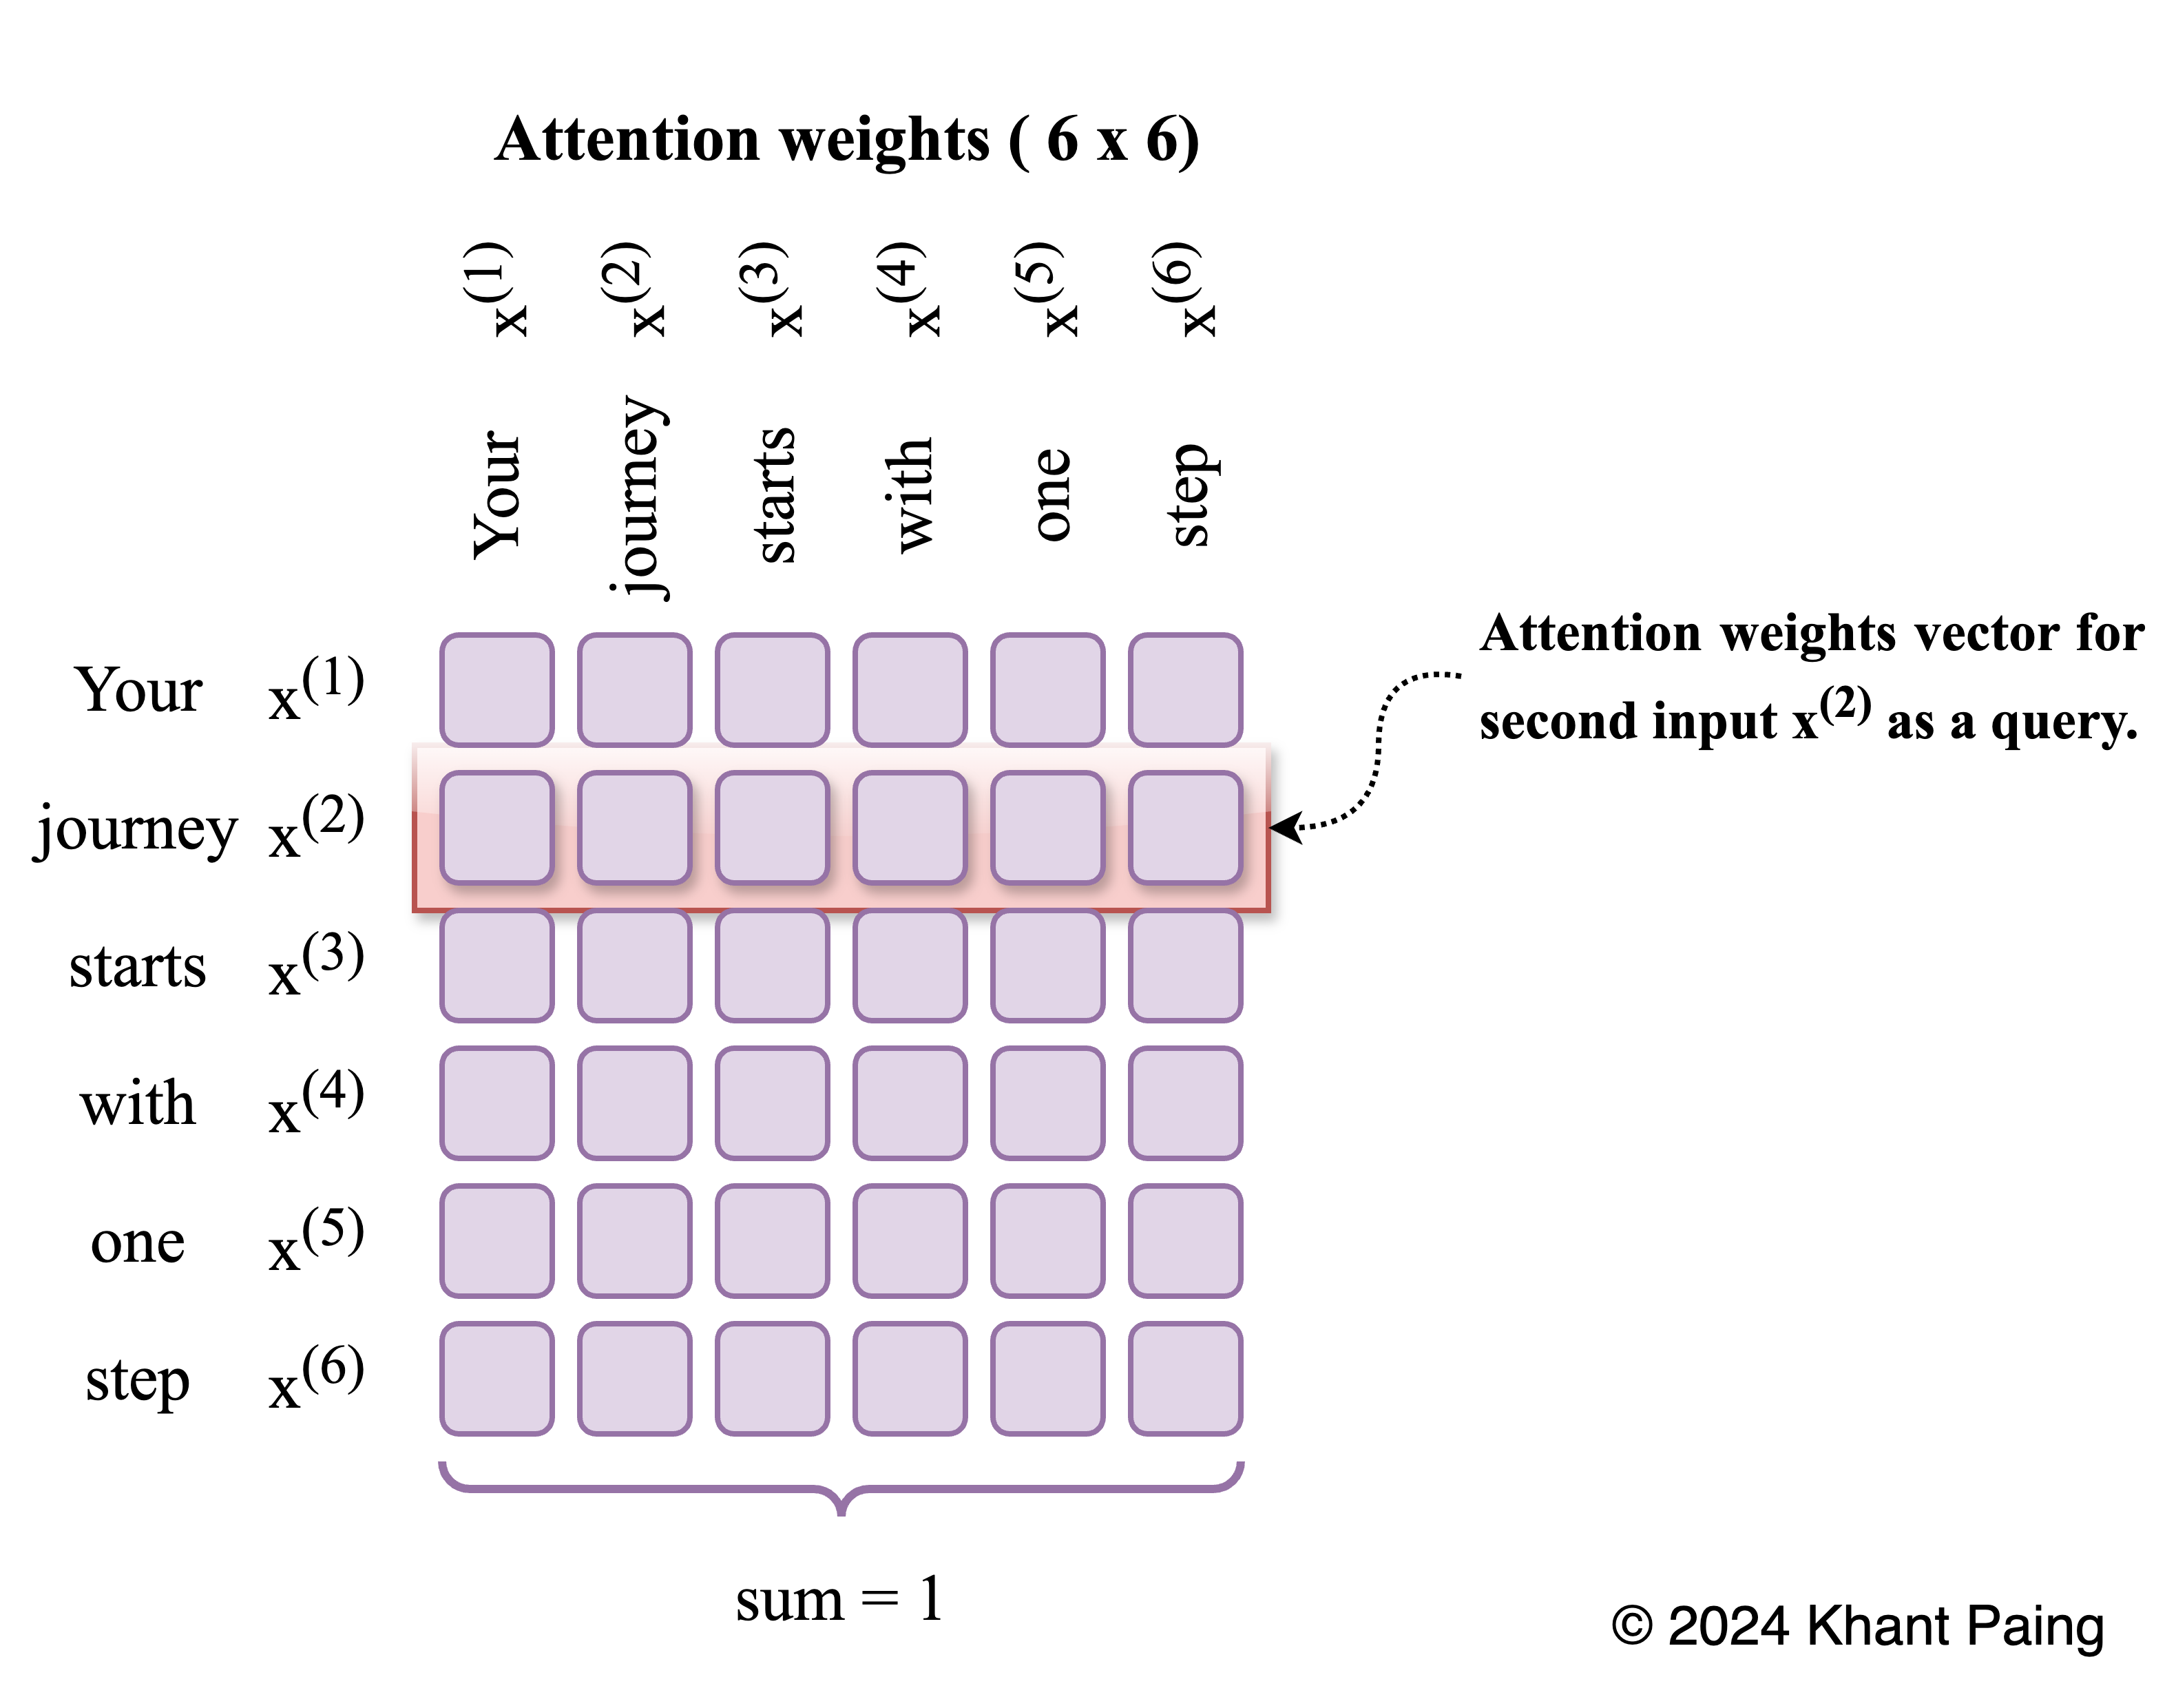 Attention weights ( 6 x 6)
x(1) x(2) x(3) x(4) x(5) x(6)
Your journey starts with one step
Attention weights vector for
second input x(2) as a query.
Your x(1)
journey x(2)
starts x(3)
with x(4)
one x(5)
step x(6)
sum = 1
© 2024 Khant Paing